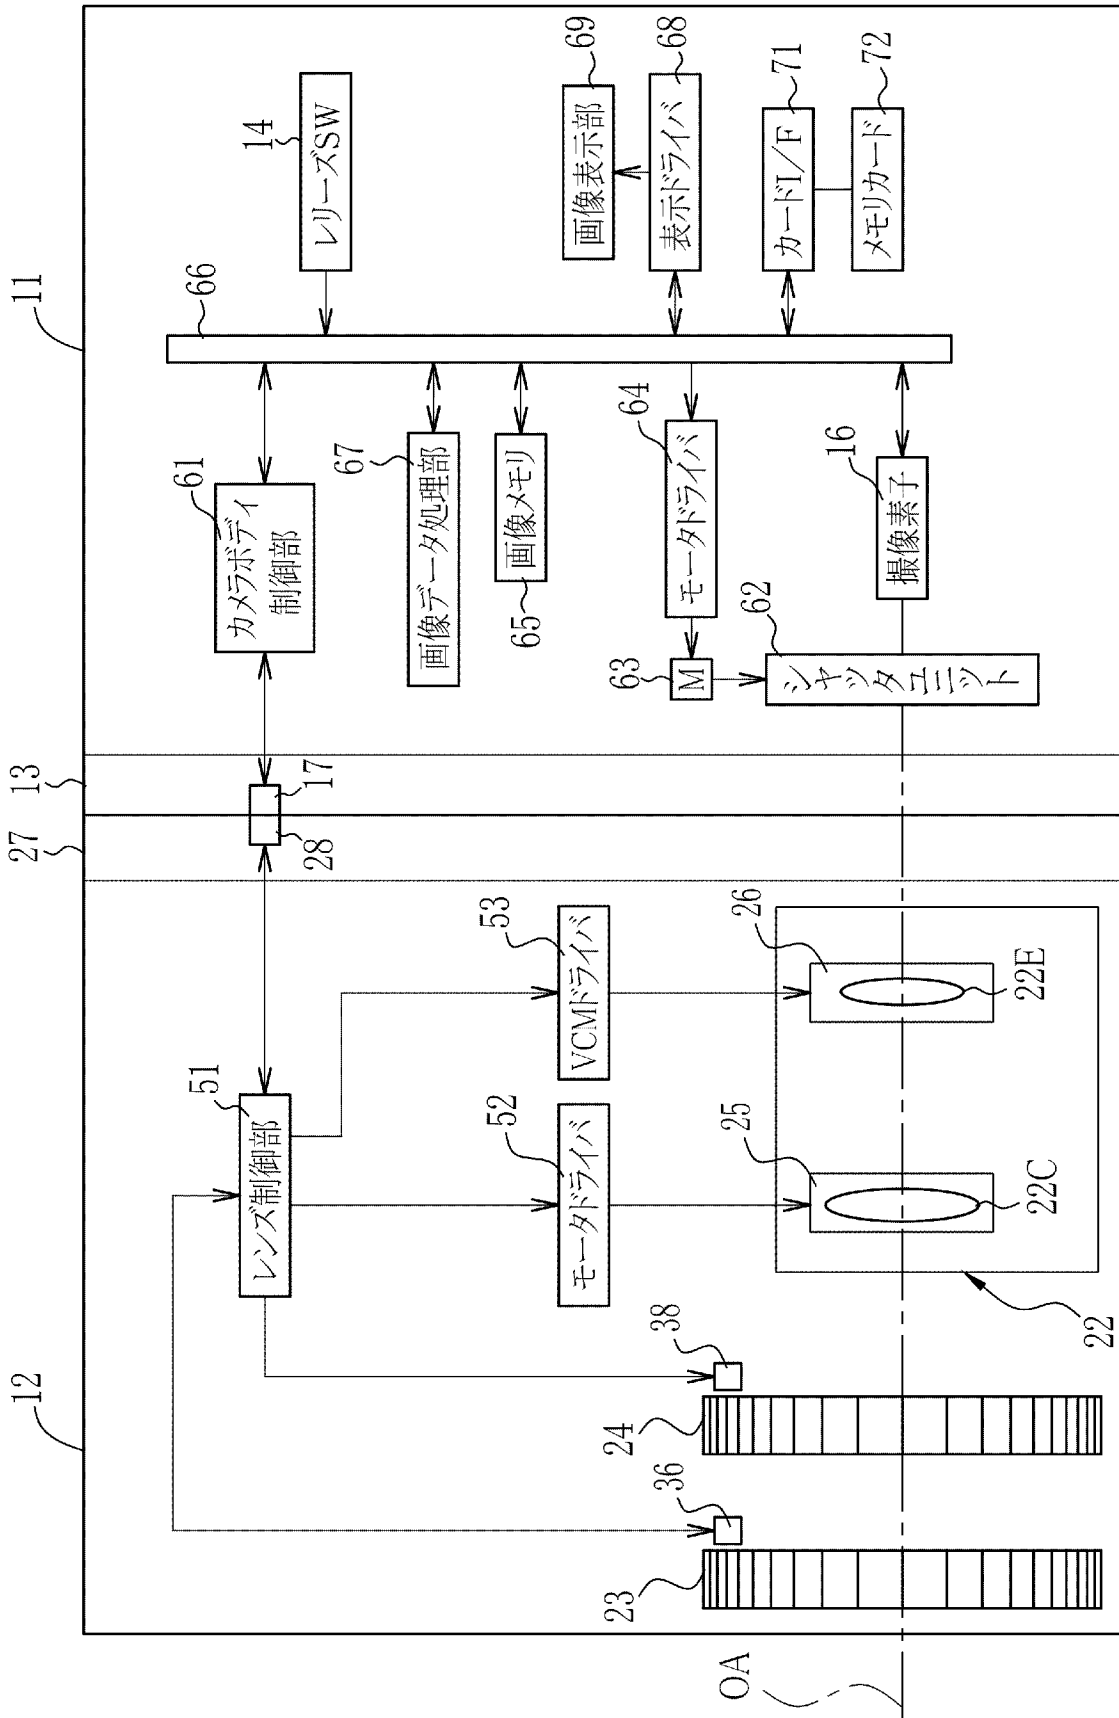 12
27
13
11
51
レンズ制御部
61
カメラボディ
制御部
66
14
レリーズSW
28
17
67
画像データ処理部
65
画像メモリ
52
モータドライバ
53
VCMドライバ
69
画像表示部
68
表示ドライバ
63
M
64
モータドライバ
23
36
24
38
25
26
62
シャッタユニット
16
撮像素子
71
カードI/F
72
メモリカード
OA
22
22C
22E